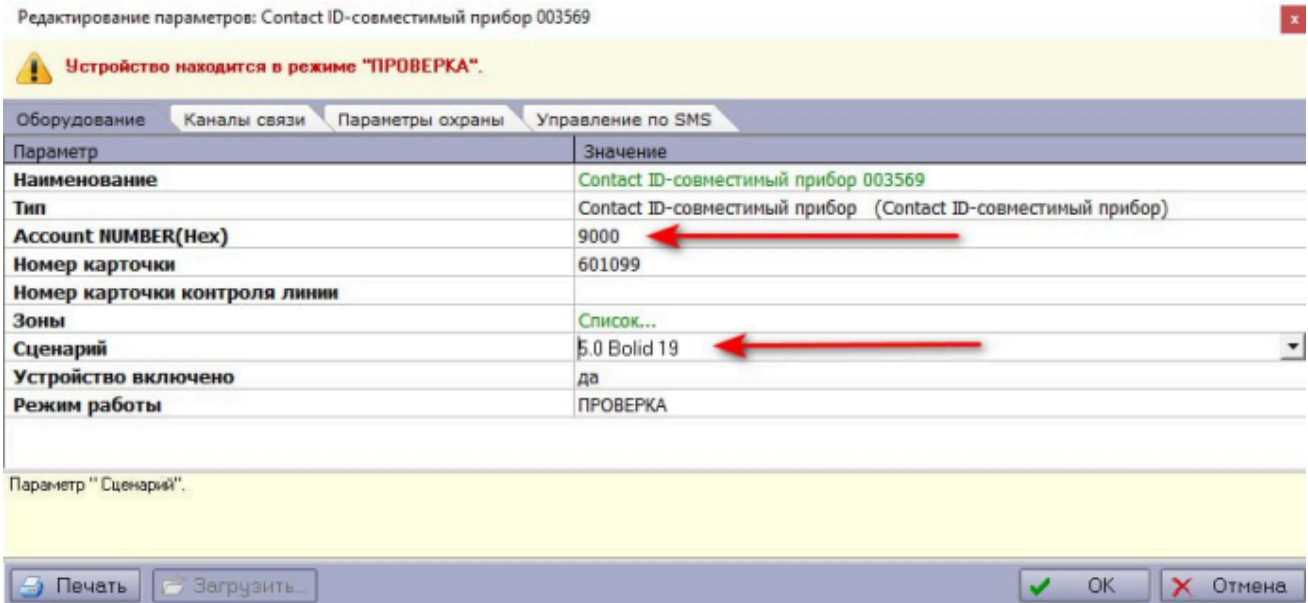 Редактирование параметров: Contact ID-совместимый прибор 003569
x
Устройство находится в режиме "ПРОВЕРКА".
Оборудование Каналы связи Параметры охраны Управление по SMS
Параметр Значение
Наименование Contact ID-совместимый прибор 003569
Тип Contact ID-совместимый прибор (Contact ID-совместимый прибор)
Account NUMBER(Hex) 9000
Номер карточки 601099
Номер карточки контроля линии
Зоны Список...
Сценарий 5.0 Bolid 19
Устройство включено да
Режим работы ПРОВЕРКА
Параметр "Сценарий".
Печать Загрузить... OK Отмена